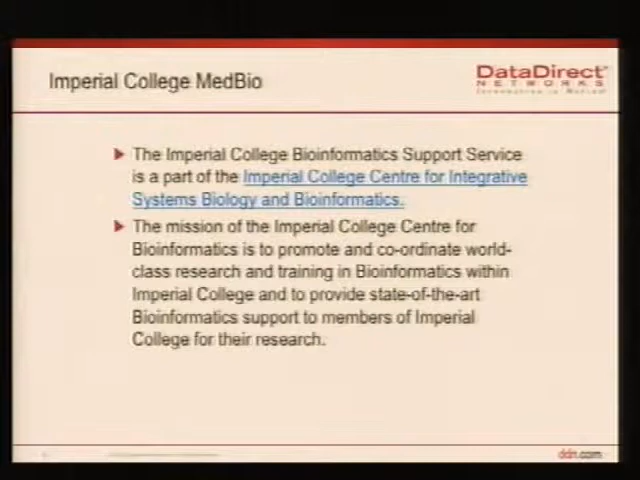 Imperial College MedBio
DataDirect
NETWORKS
The Imperial College Bioinformatics Support Service
is a part of the Imperial College Centre for Integrative
Systems Biology and Bioinformatics.
The mission of the Imperial College Centre for
Bioinformatics is to promote and co-ordinate world-
class research and training in Bioinformatics within
Imperial College and to provide state-of-the-art
Bioinformatics support to members of Imperial
College for their research.
ddn.com